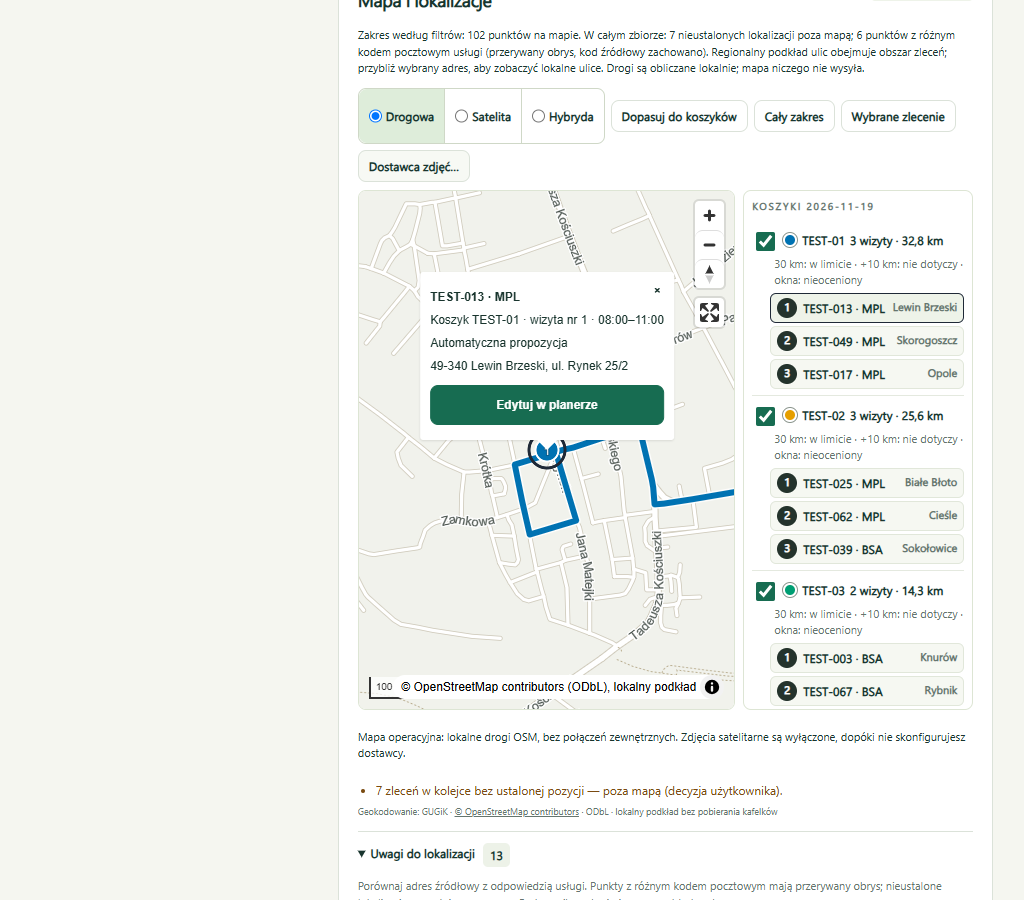 Mapa i lokalizacje
Zakres według filtrów: 102 punktów na mapie. W całym zbiorze: 7 nieustalonych lokalizacji poza mapą; 6 punktów z różnym
kodem pocztowym usługi (przerywany obrys, kod źródłowy zachowano). Regionalny podkład ulic obejmuje obszar zleceń;
przybliż wybrany adres, aby zobaczyć lokalne ulice. Drogi są obliczane lokalnie; mapa niczego nie wysyła.
Drogowa
Satelita
Hybryda
Dopasuj do koszyków
Cały zakres
Wybrane zlecenie
Dostawca zdjęć...
sza Kościuszki
TEST-013 · MPL
×
Koszyk TEST-01 · wizyta nr 1 · 08:00–11:00
Automatyczna propozycja
49-340 Lewin Brzeski, ul. Rynek 25/2
Edytuj w planerze
rów
Krótka
kiego
Zamkowa
Jana Matejki
Tadeusza Kościuszki
100
© OpenStreetMap contributors (ODbL), lokalny podkład
KOSZYKI 2026-11-19
TEST-01 3 wizyty · 32,8 km
30 km: w limicie · +10 km: nie dotyczy ·
okna: nieoceniony
1 TEST-013 · MPL Lewin Brzeski
2 TEST-049 · MPL Skorogoszcz
3 TEST-017 · MPL Opole
TEST-02 3 wizyty · 25,6 km
30 km: w limicie · +10 km: nie dotyczy ·
okna: nieoceniony
1 TEST-025 · MPL Białe Błoto
2 TEST-062 · MPL Cieśle
3 TEST-039 · BSA Sokołowice
TEST-03 2 wizyty · 14,3 km
30 km: w limicie · +10 km: nie dotyczy ·
okna: nieoceniony
1 TEST-003 · BSA Knurów
2 TEST-067 · BSA Rybnik
Mapa operacyjna: lokalne drogi OSM, bez połączeń zewnętrznych. Zdjęcia satelitarne są wyłączone, dopóki nie skonfigurujesz
dostawcy.
• 7 zleceń w kolejce bez ustalonej pozycji — poza mapą (decyzja użytkownika).
Geokodowanie: GUGiK · © OpenStreetMap contributors · ODbL · lokalny podkład bez pobierania kafelków
▼ Uwagi do lokalizacji 13
Porównaj adres źródłowy z odpowiedzią usługi. Punkty z różnym kodem pocztowym mają przerywany obrys; nieustalone